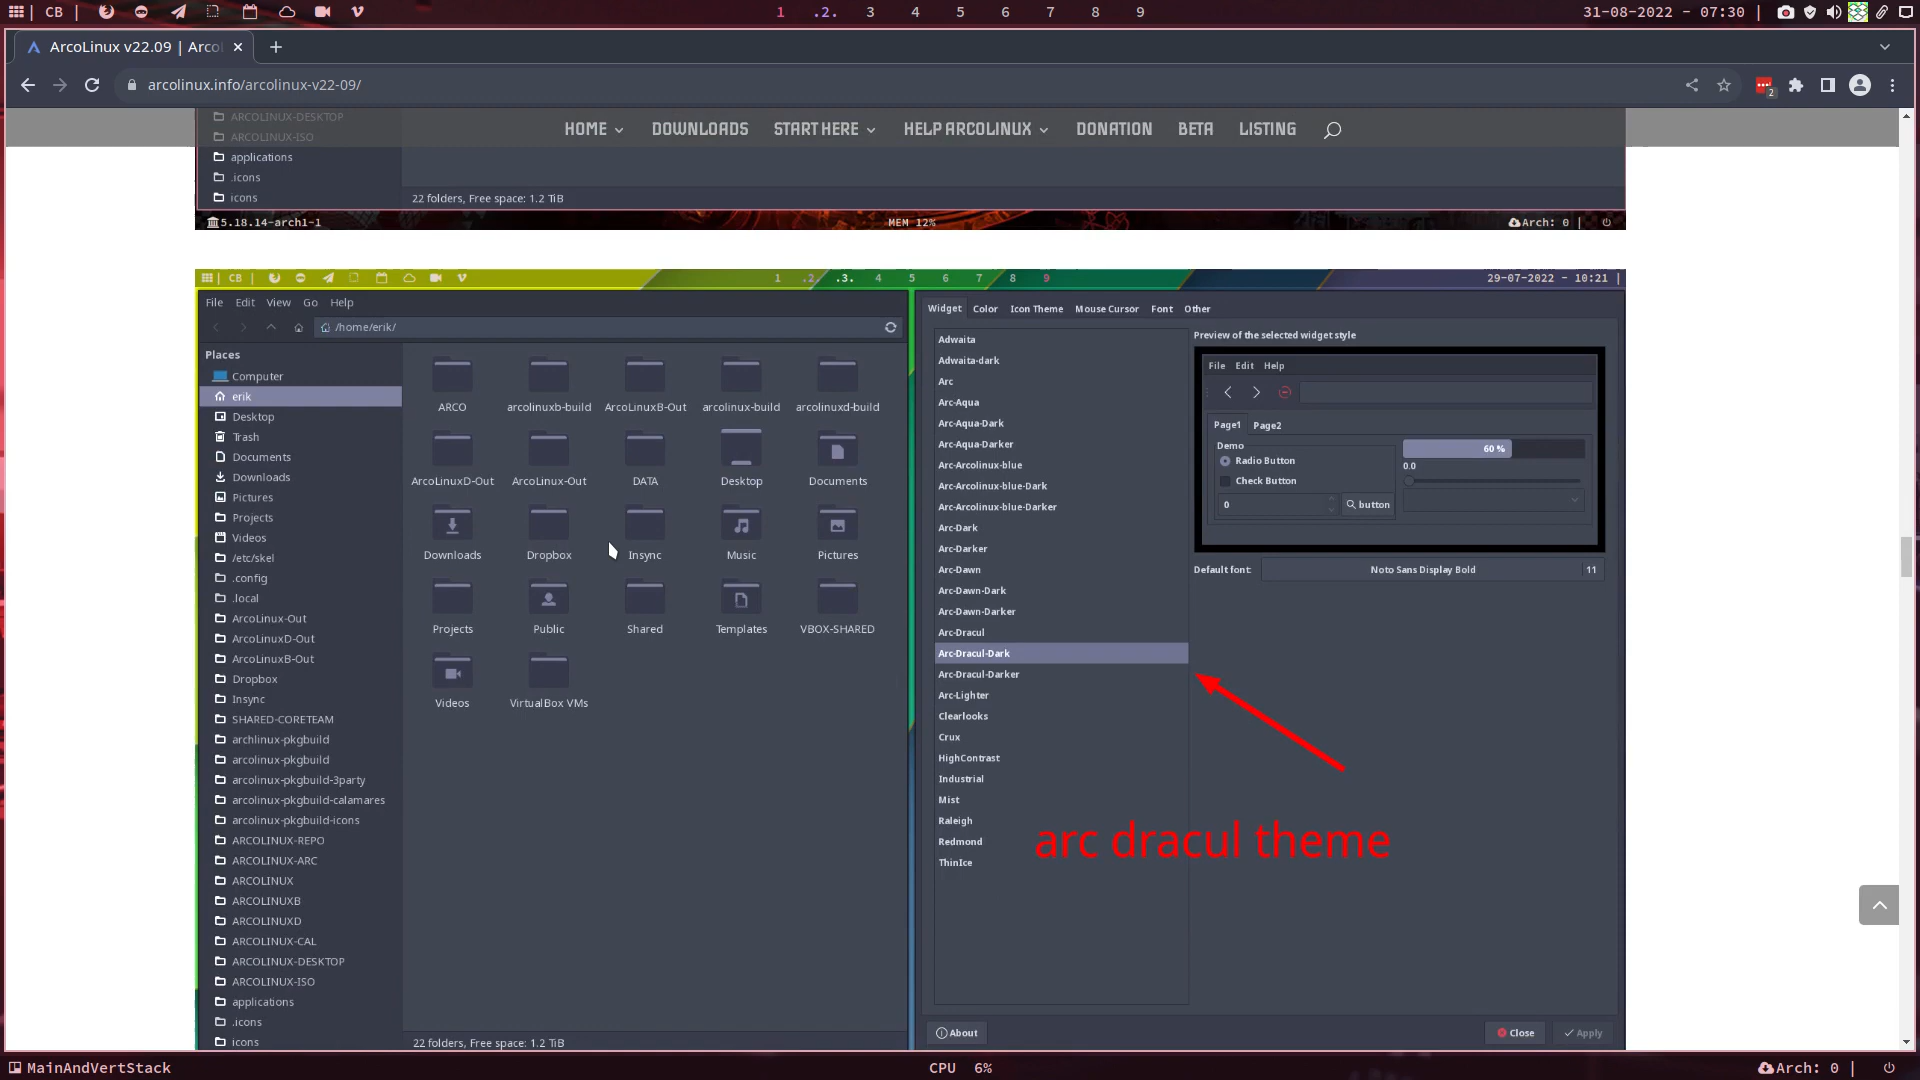 CB |
1 .2. 3 4 5 6 7 8 9
31-08-2022 - 07:30 |
ArcoLinux v22.09 | Arco
arcolinux.info/arcolinux-v22-09/
2
HOME DOWNLOADS START HERE HELP ARCOLINUX DONATION BETA LISTING
ARCOLINUX-DESKTOP
ARCOLINUX-ISO
applications
.icons
icons
22 folders, Free space: 1.2 TiB
5.18.14-arch1-1
MEM 12%
Arch: 0 |
CB |
1 .2. .3. 4 5 6 7 8 9
29-07-2022 - 10:21 |
File Edit View Go Help
/home/erik/
Places
Computer
erik
Desktop
Trash
Documents
Downloads
Pictures
Projects
Videos
/etc/skel
.config
.local
ArcoLinux-Out
ArcoLinuxD-Out
ArcoLinuxB-Out
Dropbox
Insync
SHARED-CORETEAM
archlinux-pkgbuild
arcolinux-pkgbuild
arcolinux-pkgbuild-3party
arcolinux-pkgbuild-calamares
arcolinux-pkgbuild-icons
ARCOLINUX-REPO
ARCOLINUX-ARC
ARCOLINUX
ARCOLINUXB
ARCOLINUXD
ARCOLINUX-CAL
ARCOLINUX-DESKTOP
ARCOLINUX-ISO
applications
.icons
icons
ARCO arcolinuxb-build ArcoLinuxB-Out arcolinux-build arcolinuxd-build
ArcoLinuxD-Out ArcoLinux-Out DATA Desktop Documents
Downloads Dropbox Insync Music Pictures
Projects Public Shared Templates VBOX-SHARED
Videos VirtualBox VMs
22 folders, Free space: 1.2 TiB
Widget Color Icon Theme Mouse Cursor Font Other
Adwaita
Adwaita-dark
Arc
Arc-Aqua
Arc-Aqua-Dark
Arc-Aqua-Darker
Arc-Arcolinux-blue
Arc-Arcolinux-blue-Dark
Arc-Arcolinux-blue-Darker
Arc-Dark
Arc-Darker
Arc-Dawn
Arc-Dawn-Dark
Arc-Dawn-Darker
Arc-Dracul
Arc-Dracul-Dark
Arc-Dracul-Darker
Arc-Lighter
Clearlooks
Crux
HighContrast
Industrial
Mist
Raleigh
Redmond
ThinIce
Preview of the selected widget style
File Edit Help
Page1 Page2
Demo
Radio Button
Check Button
0
button
60 %
0.0
Default font: Noto Sans Display Bold 11
arc dracul theme
About
Close
Apply
MainAndVertStack
CPU 6%
Arch: 0 |